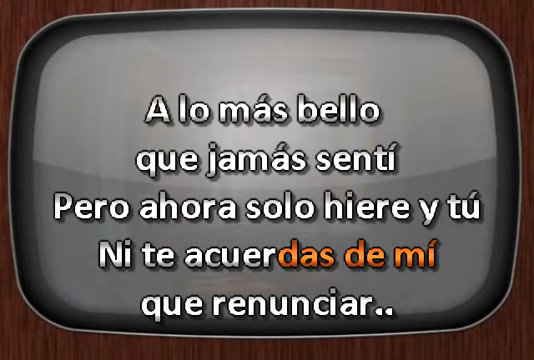 A lo más bello
que jamás sentí
Pero ahora solo hiere y tú
Ni te acuerdas de mí
que renunciar..